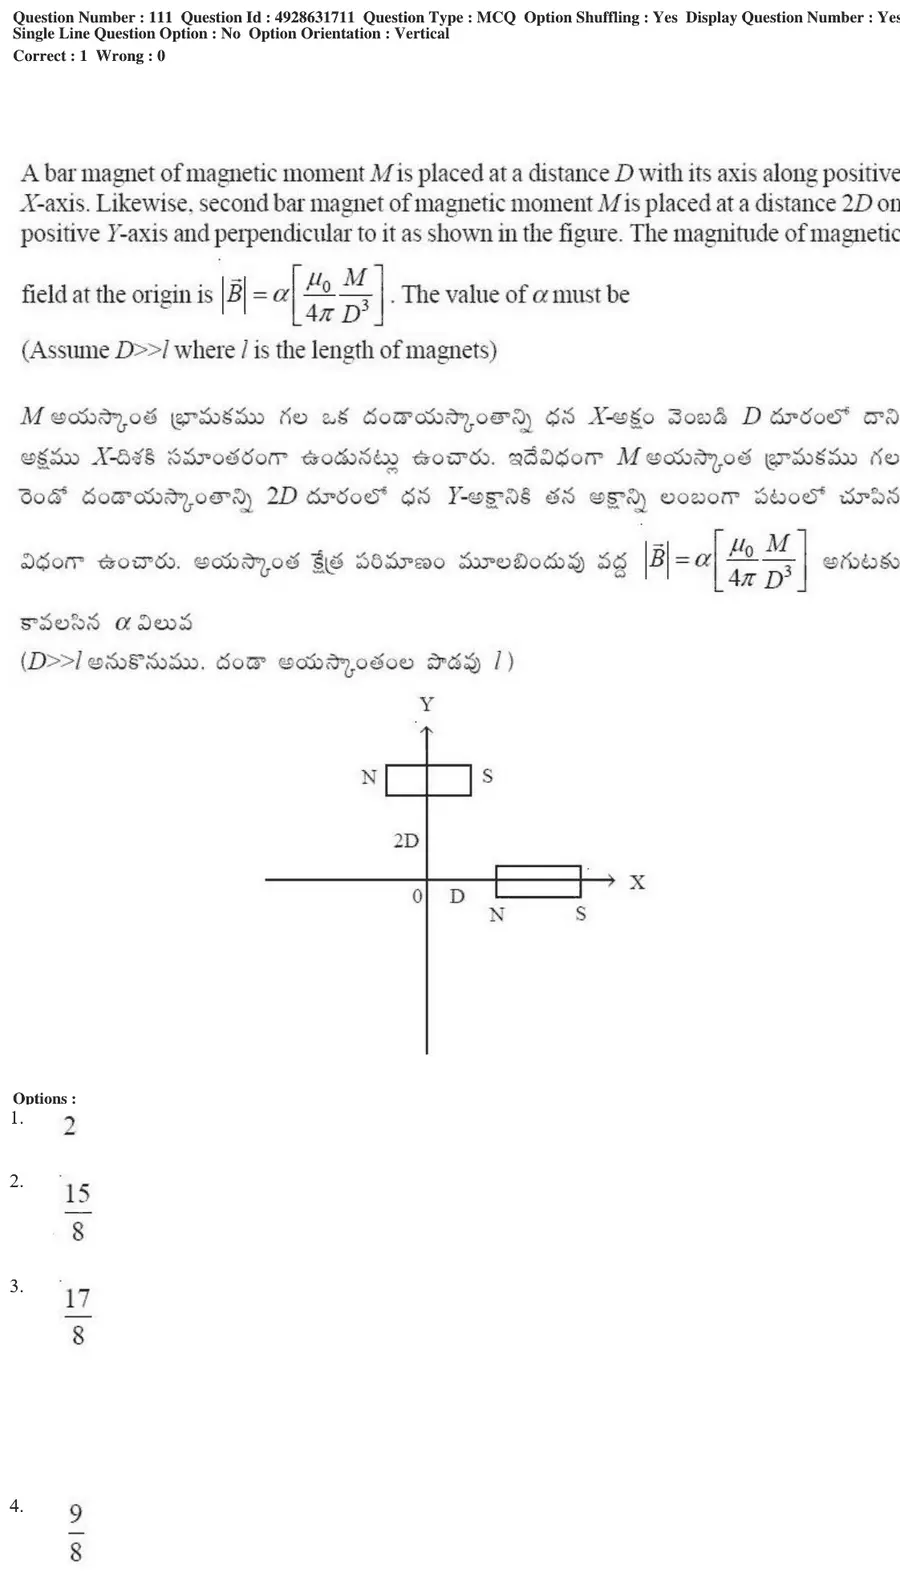 Question Number : 111 Question Id : 4928631711 Question Type : MCQ Option Shuffling : Yes Display Question Number : Yes
Single Line Question Option : No Option Orientation : Vertical
Correct : 1 Wrong : 0
A bar magnet of magnetic moment M is placed at a distance D with its axis along positive
X-axis. Likewise, second bar magnet of magnetic moment M is placed at a distance 2D on
positive Y-axis and perpendicular to it as shown in the figure. The magnitude of magnetic
field at the origin is |B⃗| = α[μ₀/4π M/D³]. The value of α must be
(Assume D>>l where l is the length of magnets)
M అయస్కాంత భ్రామకము గల ఒక దండాయస్కాంతాన్ని ధన X-అక్షం వెంబడి D దూరంలో దాని
అక్షము X-దిశకి సమాంతరంగా ఉండునట్లు ఉంచారు. ఇదేవిధంగా M అయస్కాంత భ్రామకము గల
రెండో దండాయస్కాంతాన్ని 2D దూరంలో ధన Y-అక్షానికి తన అక్షాన్ని లంబంగా పటంలో చూపిన
విధంగా ఉంచారు. అయస్కాంత క్షేత్ర పరిమాణం మూలబిందువు వద్ద |B⃗| = α[μ₀/4π M/D³] అగుటకు
కావలసిన α విలువ
(D>>l అనుకొనుము. దండా అయస్కాంతంల పొడవు l)
Y
N S
2D
X
0 D
N S
Options :
1. 2
2. 15/8
3. 17/8
4. 9/8